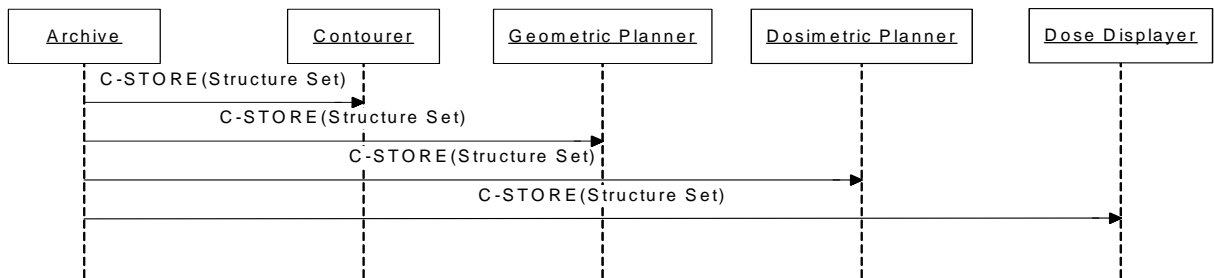 Archive
Contourer
Geometric Planner
Dosimetric Planner
Dose Displayer
C-STORE(Structure Set)
C-STORE(Structure Set)
C-STORE(Structure Set)
C-STORE(Structure Set)